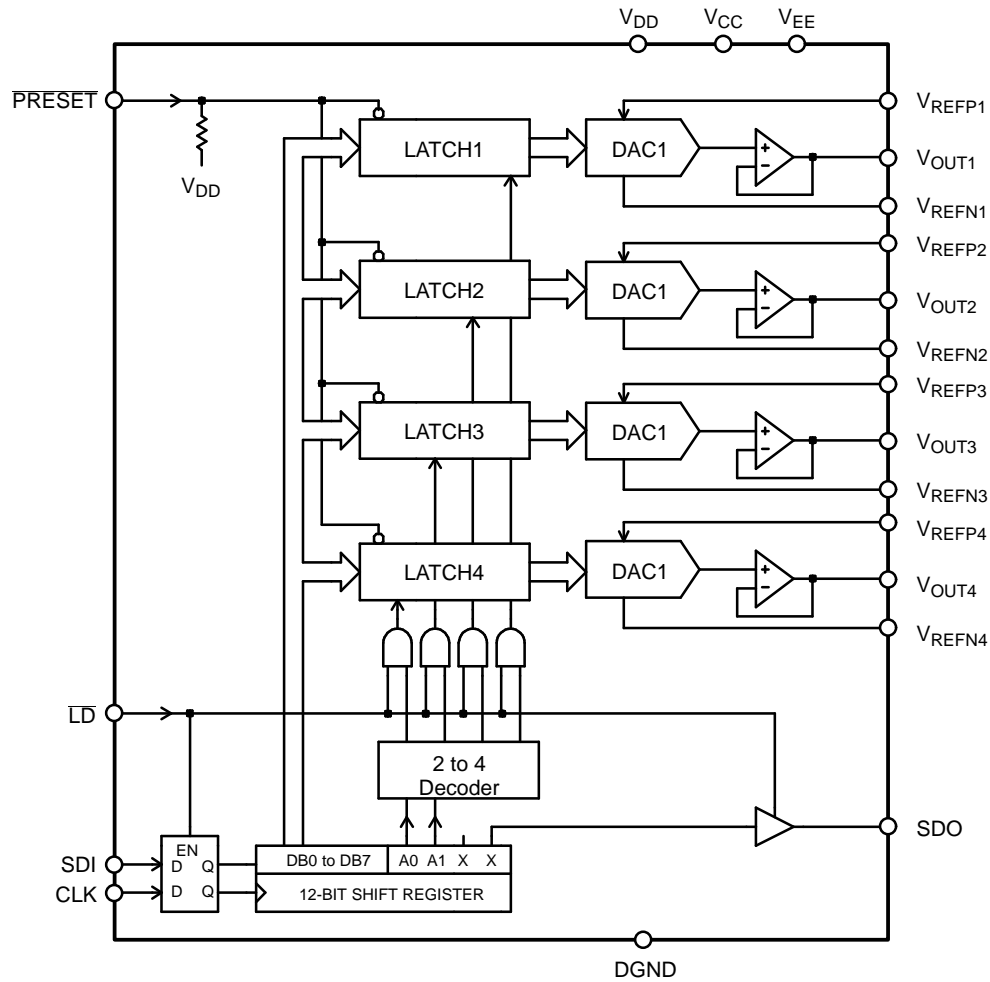 VDD VCC VEE
PRESET
VDD
LATCH1
DAC1
+
−
VREFP1
VOUT1
VREFN1
LATCH2
DAC1
+
−
VREFP2
VOUT2
VREFN2
LATCH3
DAC1
+
−
VREFP3
VOUT3
VREFN3
LATCH4
DAC1
+
−
VREFP4
VOUT4
VREFN4
LD
2 to 4
Decoder
SDO
SDI
CLK
EN
D Q
D Q
DB0 to DB7 A0 A1 X X
12-BIT SHIFT REGISTER
DGND